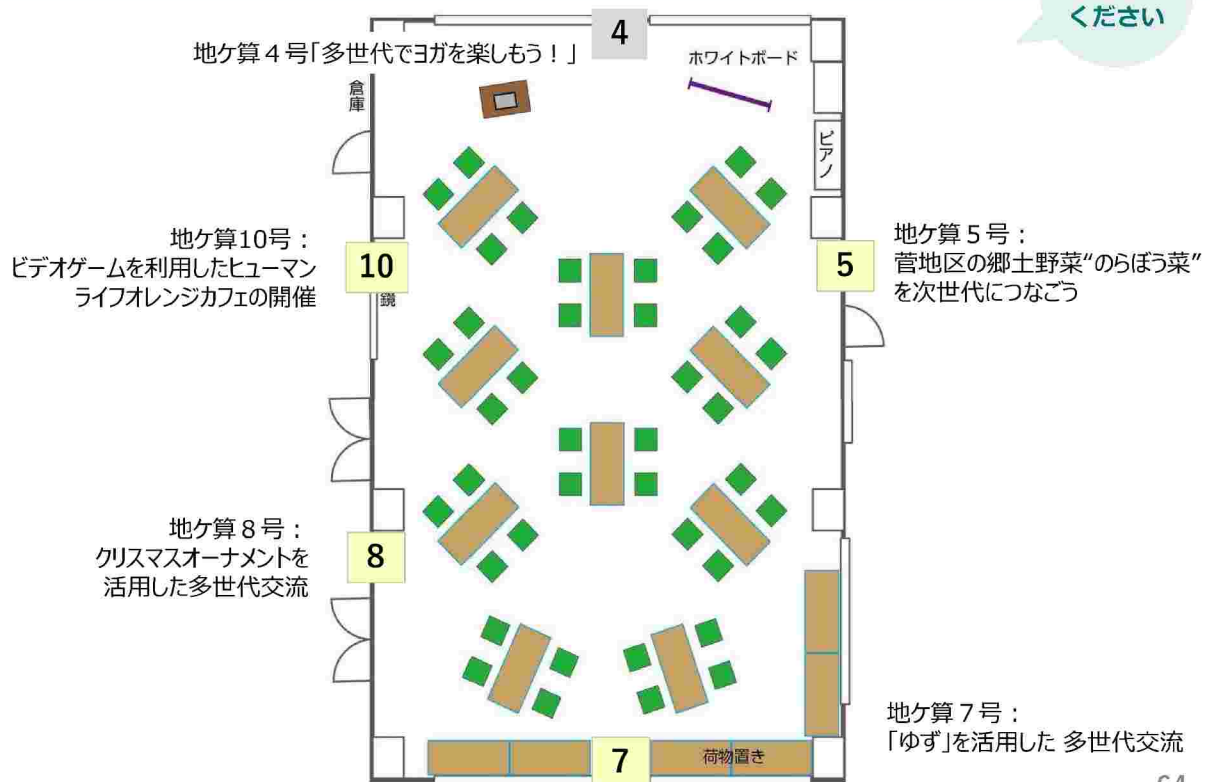 ください
4
地ケ算４号「多世代でヨガを楽しもう！」
ホワイトボード
倉庫
ピアノ
地ケ算10号：
ビデオゲームを利用したヒューマン
ライフオレンジカフェの開催
10
鏡
5
地ケ算５号：
菅地区の郷土野菜“のらぼう菜”
を次世代につなごう
地ケ算８号：
クリスマスオーナメントを
活用した多世代交流
8
地ケ算７号：
「ゆず」を活用した 多世代交流
7
荷物置き